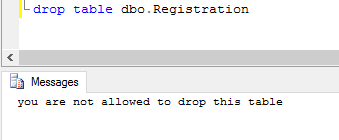 drop table dbo.Registration
Messages
you are not allowed to drop this table